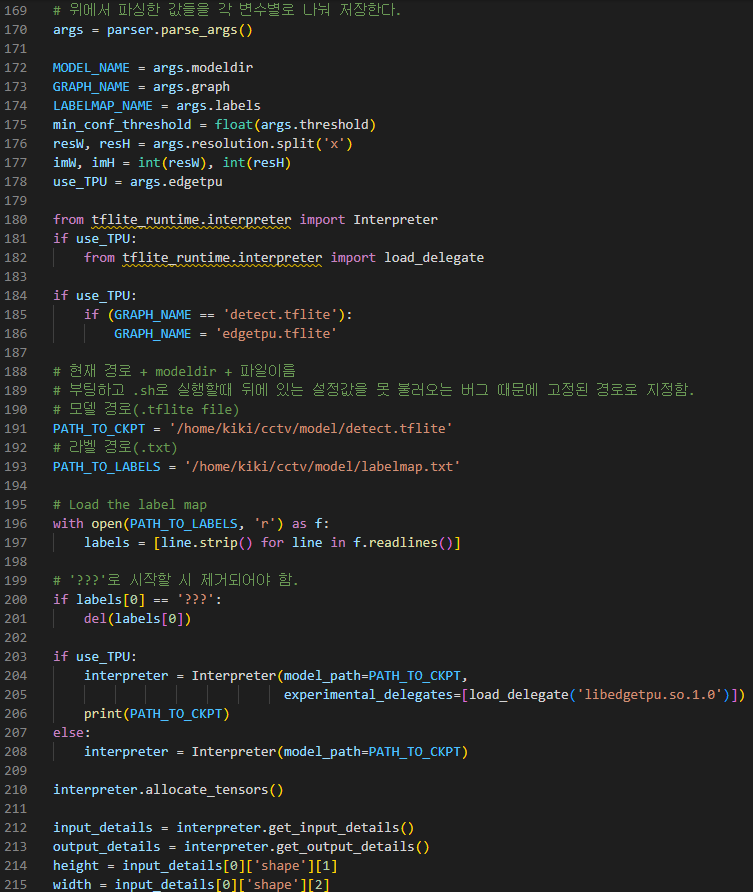 169 # 위에서 파싱한 값들을 각 변수별로 나눠 저장한다.
170 args = parser.parse_args()
171
172 MODEL_NAME = args.modeldir
173 GRAPH_NAME = args.graph
174 LABELMAP_NAME = args.labels
175 min_conf_threshold = float(args.threshold)
176 resW, resH = args.resolution.split('x')
177 imW, imH = int(resW), int(resH)
178 use_TPU = args.edgetpu
179
180 from tflite_runtime.interpreter import Interpreter
181 if use_TPU:
182     from tflite_runtime.interpreter import load_delegate
183
184 if use_TPU:
185     if (GRAPH_NAME == 'detect.tflite'):
186         GRAPH_NAME = 'edgetpu.tflite'
187
188 # 현재 경로 + modeldir + 파일이름
189 # 부팅하고 .sh로 실행할때 뒤에 있는 설정값을 못 불러오는 버그 때문에 고정된 경로로 지정함.
190 # 모델 경로(.tflite file)
191 PATH_TO_CKPT = '/home/kiki/cctv/model/detect.tflite'
192 # 라벨 경로(.txt)
193 PATH_TO_LABELS = '/home/kiki/cctv/model/labelmap.txt'
194
195 # Load the label map
196 with open(PATH_TO_LABELS, 'r') as f:
197     labels = [line.strip() for line in f.readlines()]
198
199 # '???'로 시작할 시 제거되어야 함.
200 if labels[0] == '???':
201     del(labels[0])
202
203 if use_TPU:
204     interpreter = Interpreter(model_path=PATH_TO_CKPT,
205                               experimental_delegates=[load_delegate('libedgetpu.so.1.0')])
206     print(PATH_TO_CKPT)
207 else:
208     interpreter = Interpreter(model_path=PATH_TO_CKPT)
209
210 interpreter.allocate_tensors()
211
212 input_details = interpreter.get_input_details()
213 output_details = interpreter.get_output_details()
214 height = input_details[0]['shape'][1]
215 width = input_details[0]['shape'][2]